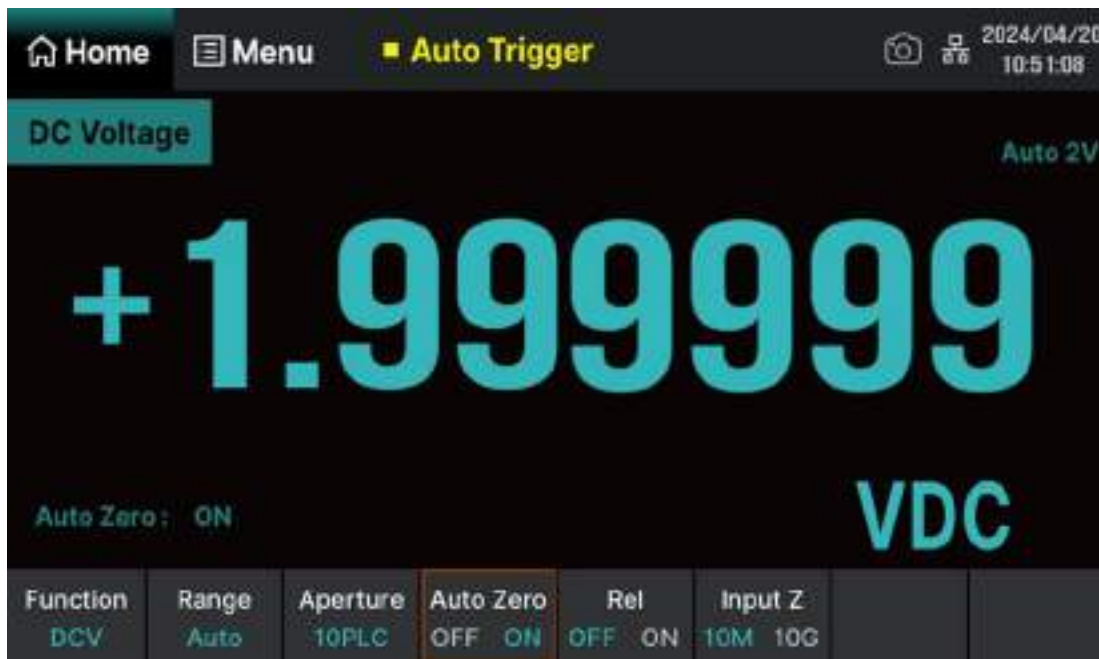 Home Menu Auto Trigger 2024/04/20
10:51:08
DC Voltage
Auto 2V
+1.999999
VDC
Auto Zero: ON
Function Range Aperture Auto Zero Rel Input Z
DCV Auto 10PLC OFF ON OFF ON 10M 10G